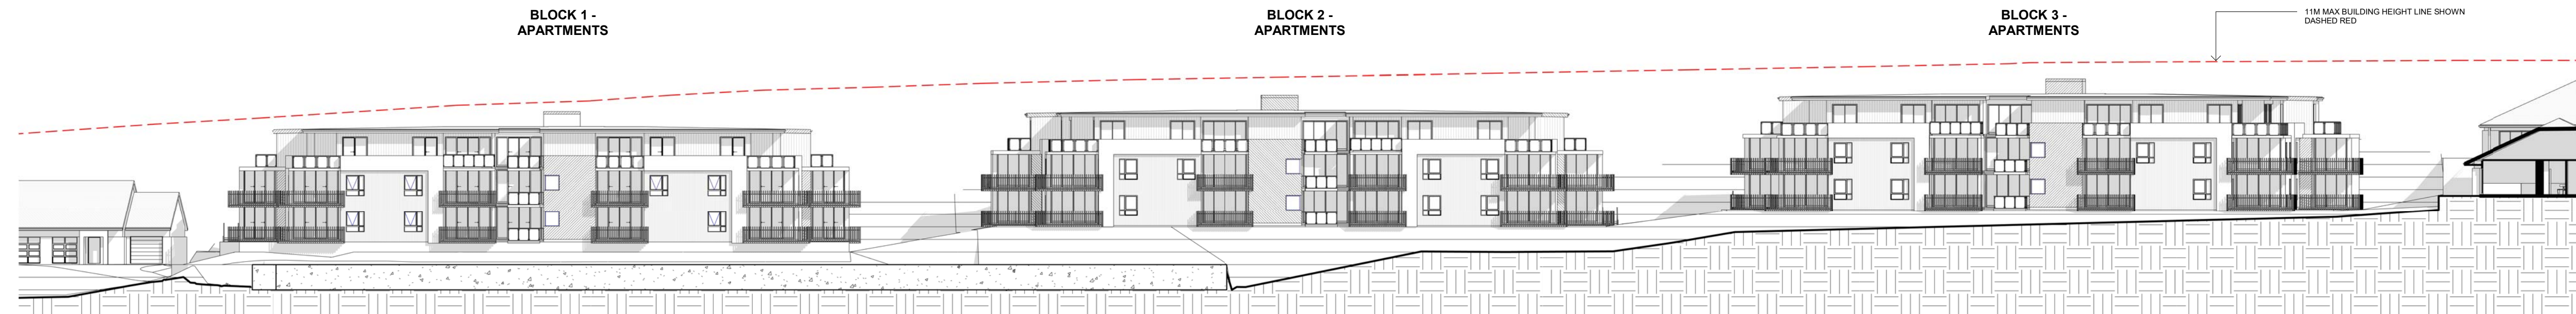 BLOCK 1 -
APARTMENTS
BLOCK 2 -
APARTMENTS
BLOCK 3 -
APARTMENTS
11M MAX BUILDING HEIGHT LINE SHOWN
DASHED RED